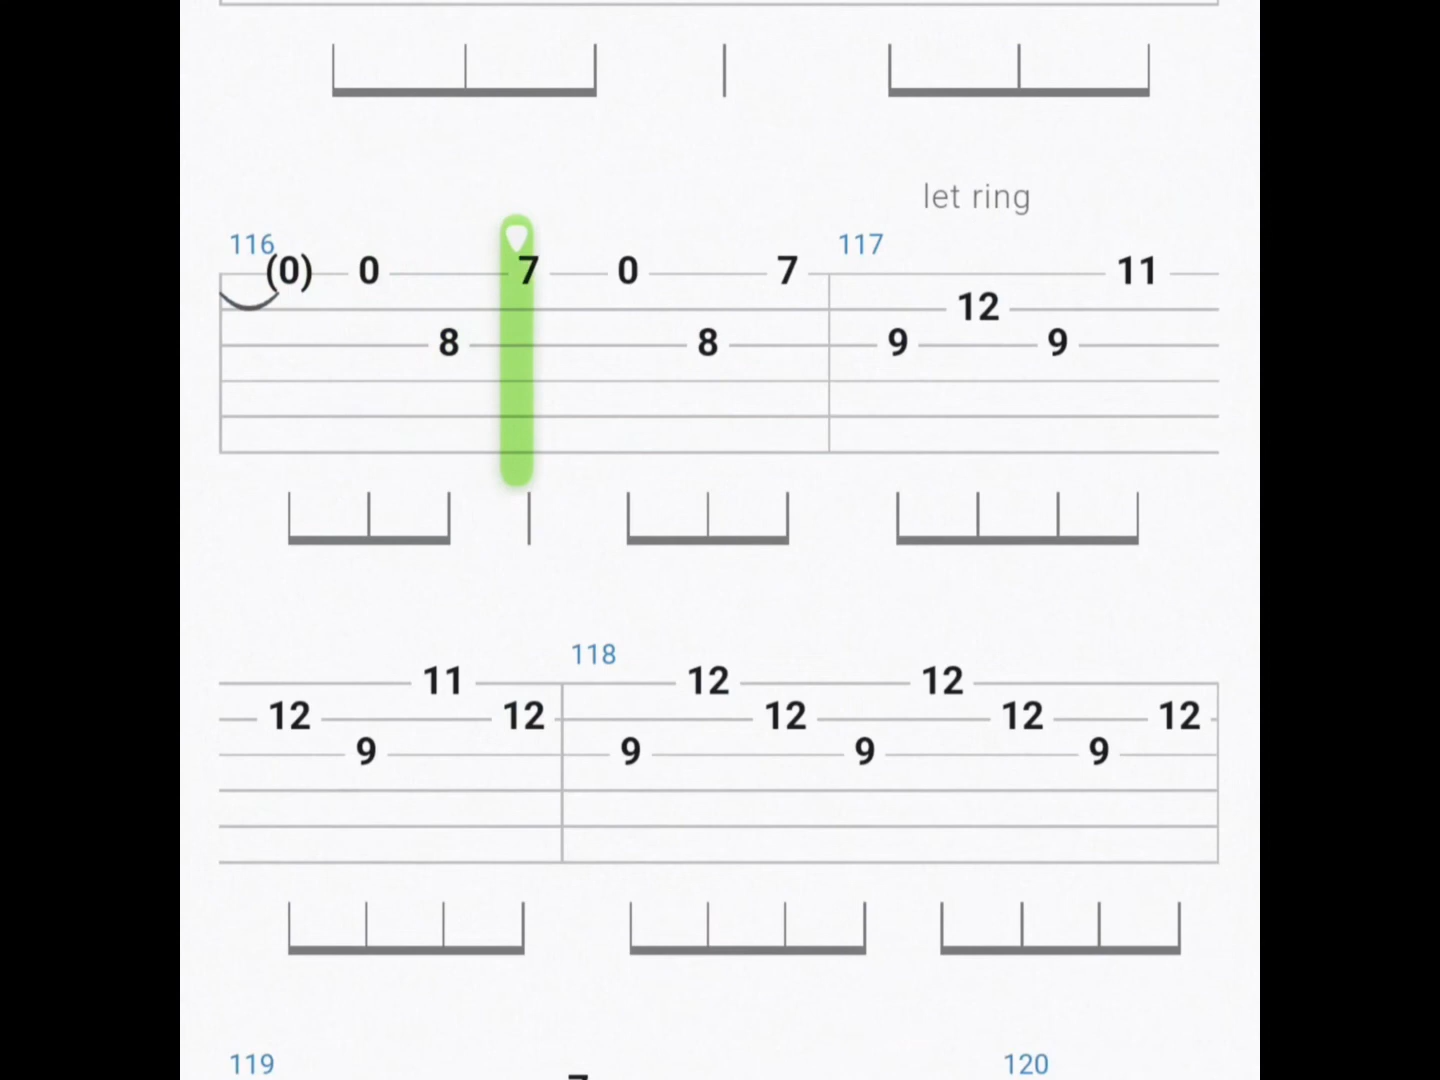 let ring
116 117
(0) 0 7 0 7 11
12
8 8 9 9
118
11 12 12
12 12 12 12 12
9 9 9 9
119 120